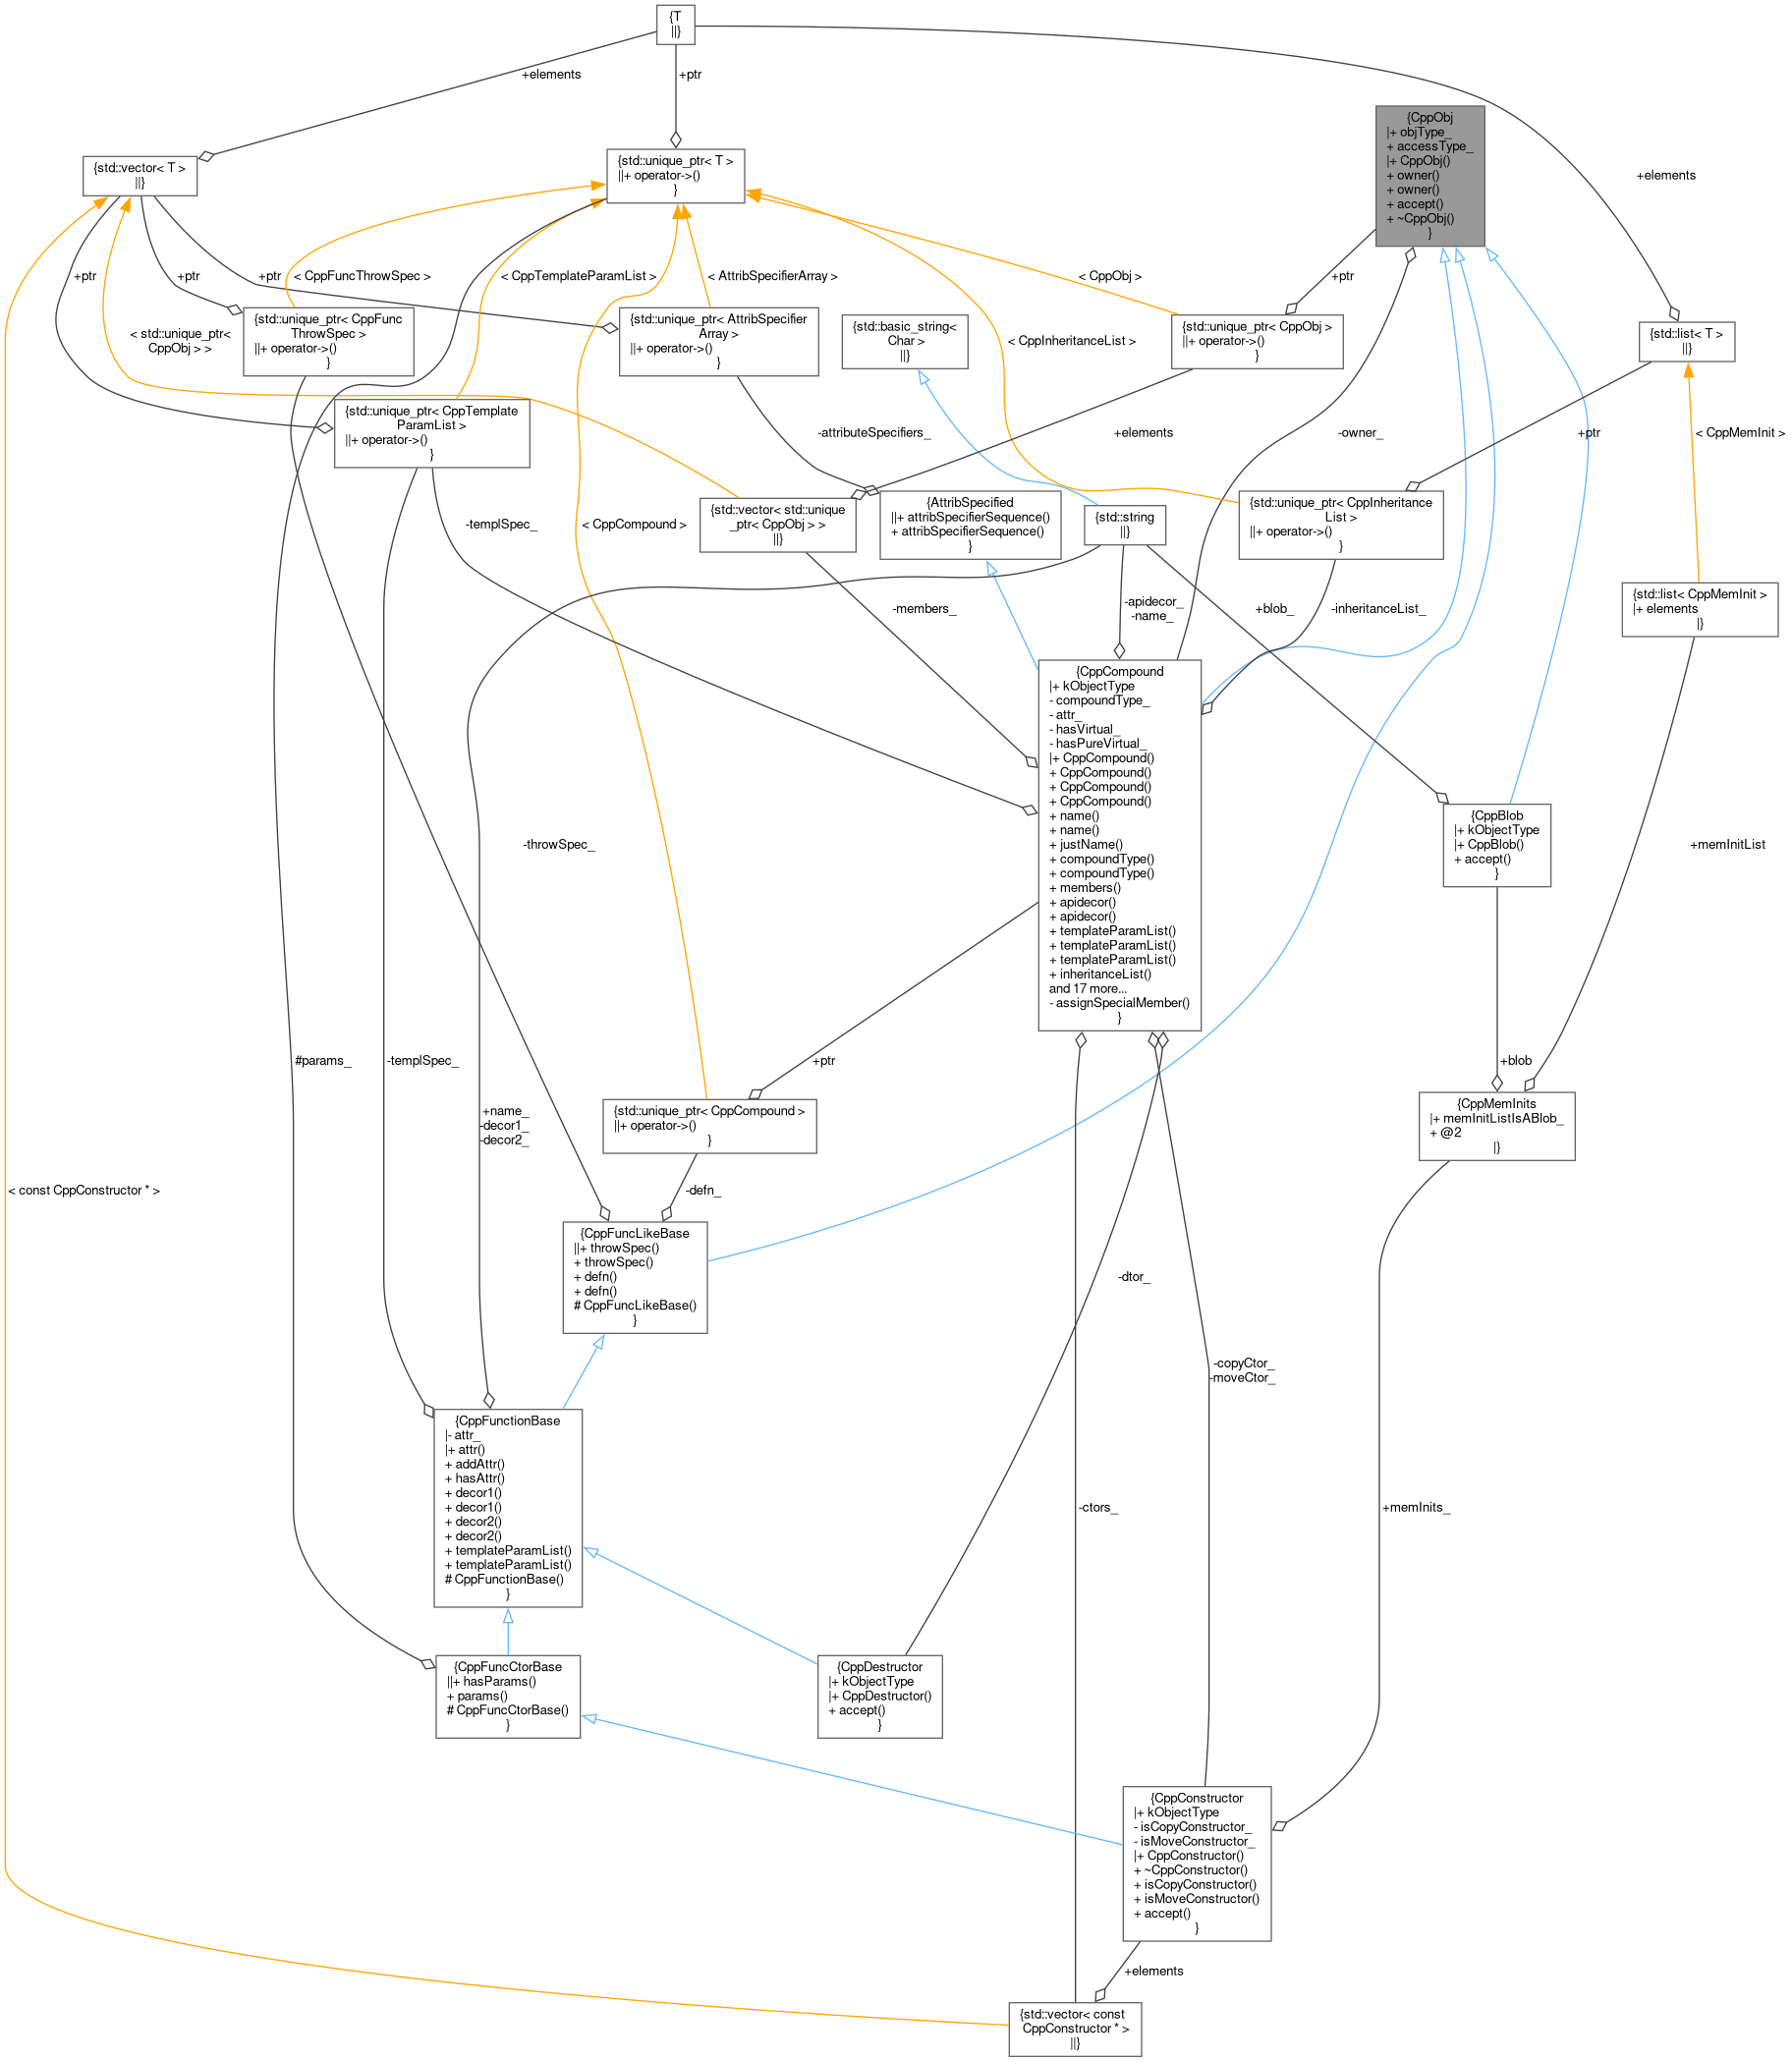 {T
||}
+elements
+ptr
{CppObj
|+ objType_
+ accessType_
|+ CppObj()
+ owner()
+ owner()
+ accept()
+ ~CppObj()
}
{std::vector< T >
||}
{std::unique_ptr< T >
||+ operator->()
}
+elements
+ptr
+ptr
+ptr
< CppFuncThrowSpec >
< CppTemplateParamList >
< AttribSpecifierArray >
< CppObj >
+ptr
< std::unique_ptr<
CppObj > >
{std::unique_ptr< CppFunc
ThrowSpec >
||+ operator->()
}
{std::unique_ptr< AttribSpecifier
Array >
||+ operator->()
}
{std::basic_string<
Char >
||}
< CppInheritanceList >
{std::unique_ptr< CppObj >
||+ operator->()
}
{std::list< T >
||}
{std::unique_ptr< CppTemplate
ParamList >
||+ operator->()
}
-attributeSpecifiers_
+elements
-owner_
+ptr
< CppMemInit >
-templSpec_
< CppCompound >
{std::vector< std::unique
_ptr< CppObj > >
||}
{AttribSpecified
||+ attribSpecifierSequence()
+ attribSpecifierSequence()
}
{std::string
||}
{std::unique_ptr< CppInheritance
List >
||+ operator->()
}
{std::list< CppMemInit >
|+ elements
|}
-members_
-apidecor_
-name_
+blob_
-inheritanceList_
{CppCompound
|+ kObjectType
- compoundType_
- attr_
- hasVirtual_
- hasPureVirtual_
|+ CppCompound()
+ CppCompound()
+ CppCompound()
+ CppCompound()
+ name()
+ name()
+ justName()
+ compoundType()
+ compoundType()
+ members()
+ apidecor()
+ apidecor()
+ templateParamList()
+ templateParamList()
+ templateParamList()
+ inheritanceList()
and 17 more...
- assignSpecialMember()
}
-throwSpec_
{CppBlob
|+ kObjectType
|+ CppBlob()
+ accept()
}
+memInitList
#params_
-templSpec_
+name_
-decor1_
-decor2_
+ptr
+blob
{std::unique_ptr< CppCompound >
||+ operator->()
}
{CppMemInits
|+ memInitListIsABlob_
+ @2
|}
< const CppConstructor * >
-defn_
{CppFuncLikeBase
||+ throwSpec()
+ throwSpec()
+ defn()
+ defn()
# CppFuncLikeBase()
}
-dtor_
-copyCtor_
-moveCtor_
{CppFunctionBase
|- attr_
|+ attr()
+ addAttr()
+ hasAttr()
+ decor1()
+ decor1()
+ decor2()
+ decor2()
+ templateParamList()
+ templateParamList()
# CppFunctionBase()
}
-ctors_
+memInits_
{CppFuncCtorBase
||+ hasParams()
+ params()
# CppFuncCtorBase()
}
{CppDestructor
|+ kObjectType
|+ CppDestructor()
+ accept()
}
{CppConstructor
|+ kObjectType
- isCopyConstructor_
- isMoveConstructor_
|+ CppConstructor()
+ ~CppConstructor()
+ isCopyConstructor()
+ isMoveConstructor()
+ accept()
}
+elements
{std::vector< const
CppConstructor * >
||}